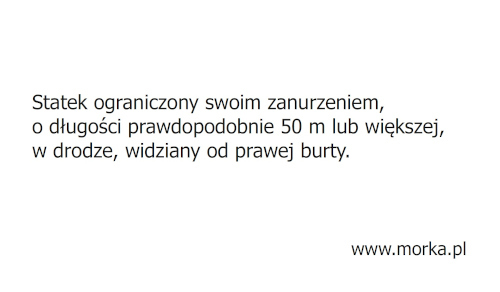 Statek ograniczony swoim zanurzeniem,
o długości prawdopodobnie 50 m lub większej,
w drodze, widziany od prawej burty.
www.morka.pl